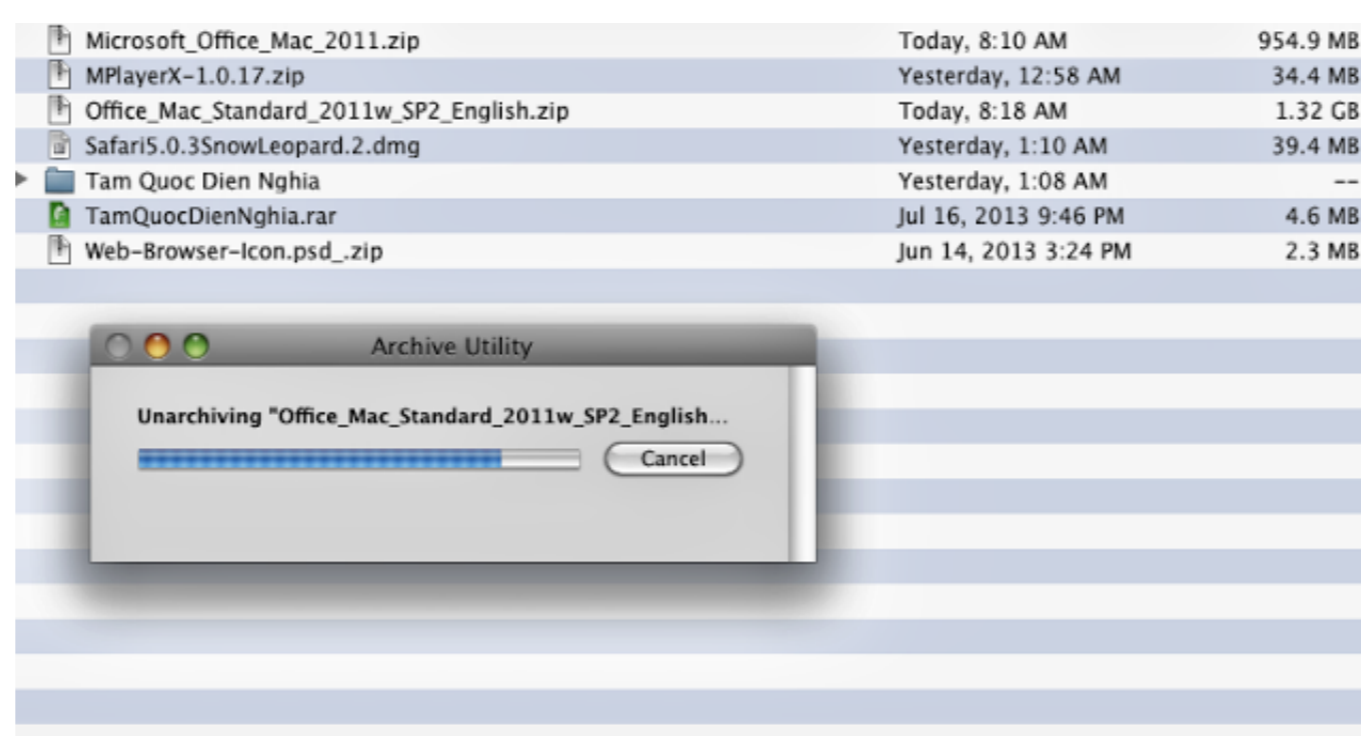 Microsoft_Office_Mac_2011.zip Today, 8:10 AM 954.9 MB
MPlayerX-1.0.17.zip Yesterday, 12:58 AM 34.4 MB
Office_Mac_Standard_2011w_SP2_English.zip Today, 8:18 AM 1.32 GB
Safari5.0.3SnowLeopard.2.dmg Yesterday, 1:10 AM 39.4 MB
Tam Quoc Dien Nghia Yesterday, 1:08 AM --
TamQuocDienNghia.rar Jul 16, 2013 9:46 PM 4.6 MB
Web-Browser-Icon.psd_.zip Jun 14, 2013 3:24 PM 2.3 MB
Archive Utility
Unarchiving "Office_Mac_Standard_2011w_SP2_English...
Cancel